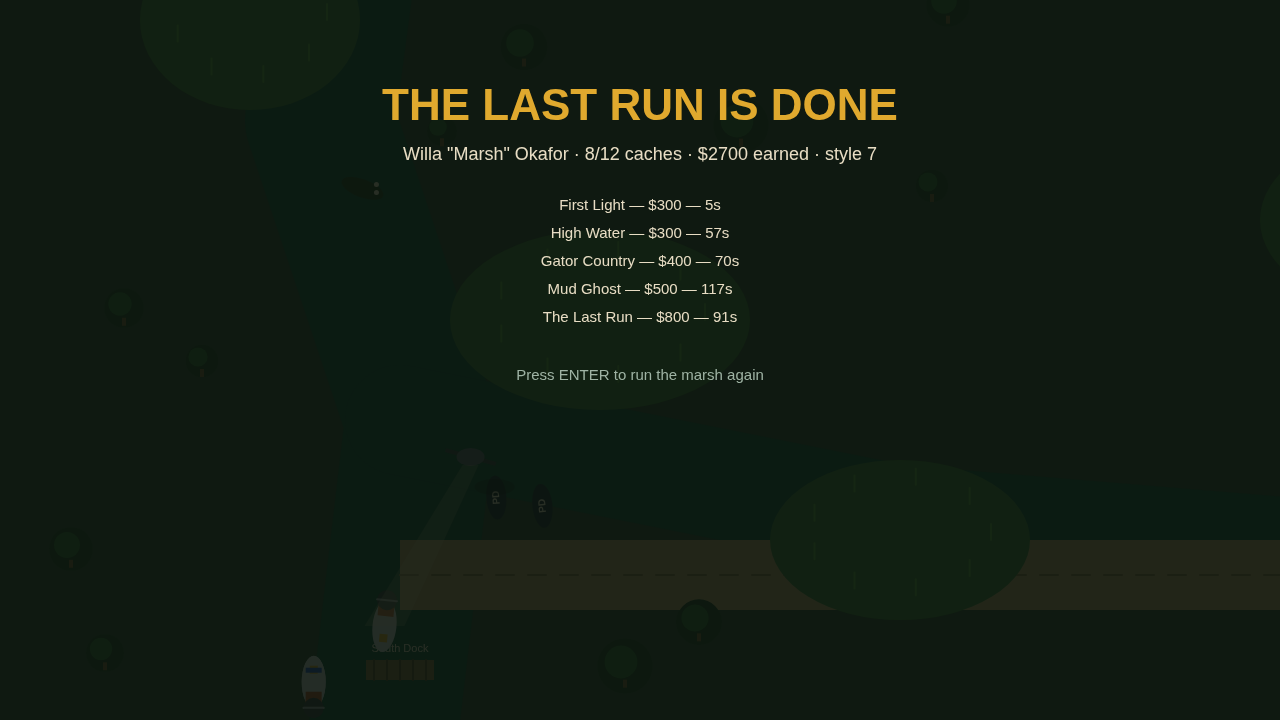 THE LAST RUN IS DONE
Willa "Marsh" Okafor · 8/12 caches · $2700 earned · style 7
First Light — $300 — 5s
High Water — $300 — 57s
Gator Country — $400 — 70s
Mud Ghost — $500 — 117s
The Last Run — $800 — 91s
Press ENTER to run the marsh again
PD
PD
South Dock